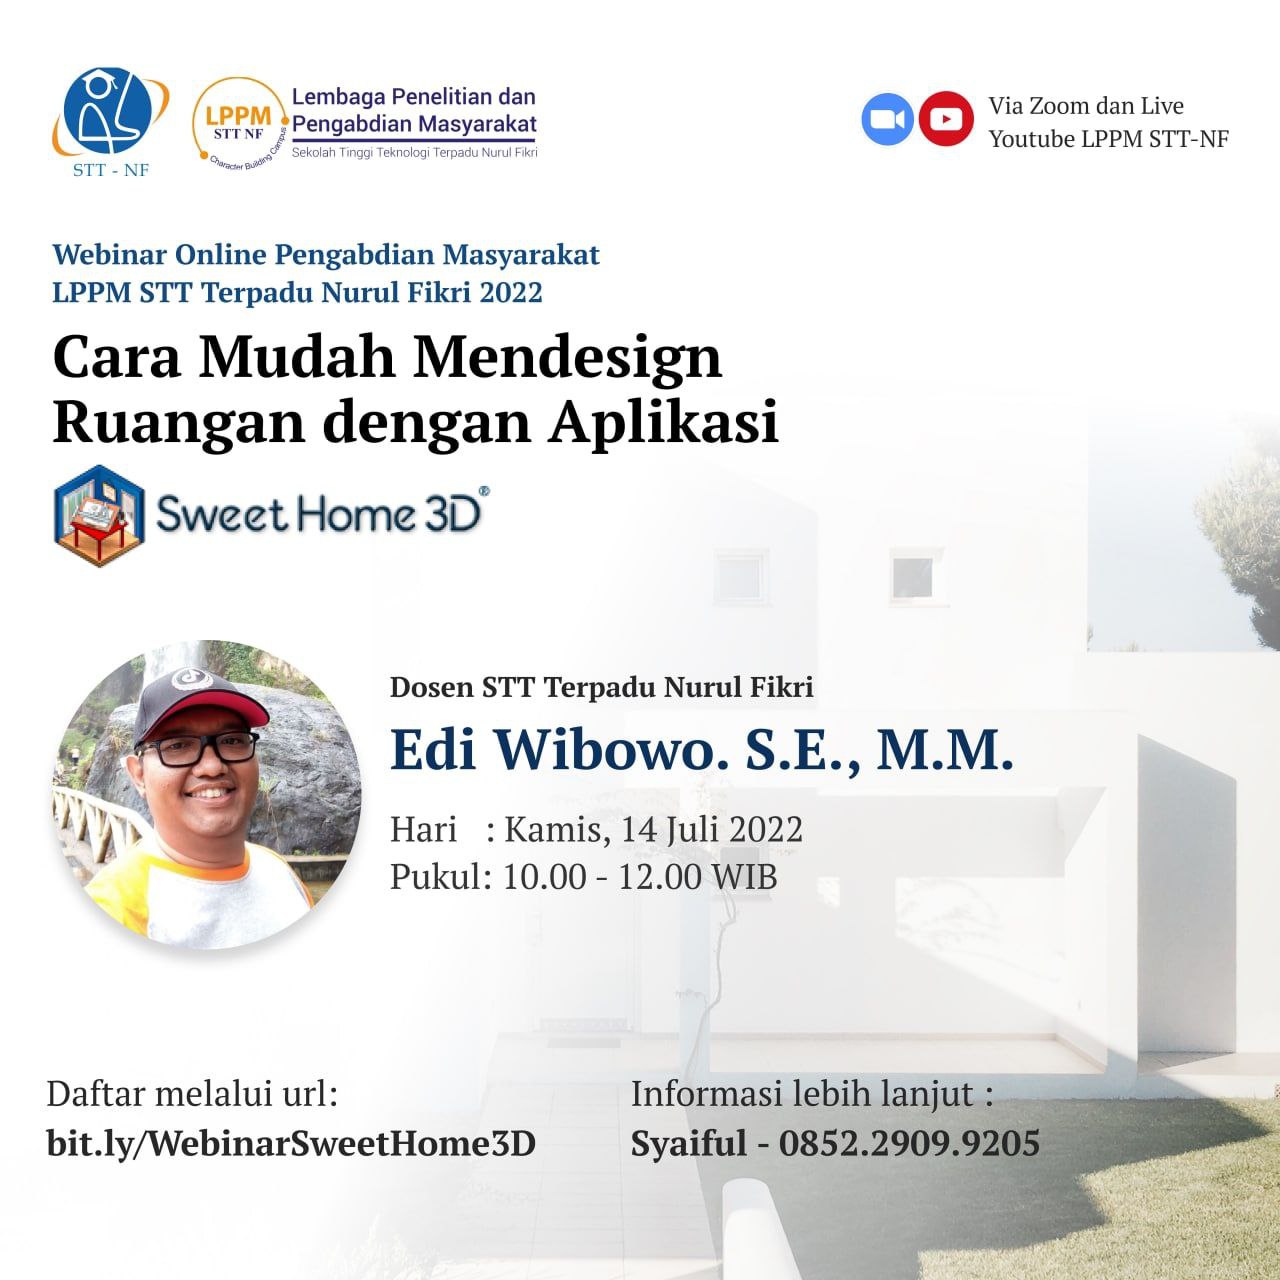 STT - NF
LPPM
STT NF
Character Building Campus
Lembaga Penelitian dan
Pengabdian Masyarakat
Sekolah Tinggi Teknologi Terpadu Nurul Fikri
Via Zoom dan Live
Youtube LPPM STT-NF
Webinar Online Pengabdian Masyarakat
LPPM STT Terpadu Nurul Fikri 2022
Cara Mudah Mendesign
Ruangan dengan Aplikasi
Sweet Home 3D®
Dosen STT Terpadu Nurul Fikri
Edi Wibowo. S.E., M.M.
Hari : Kamis, 14 Juli 2022
Pukul: 10.00 - 12.00 WIB
Daftar melalui url:
bit.ly/WebinarSweetHome3D
Informasi lebih lanjut :
Syaiful - 0852.2909.9205